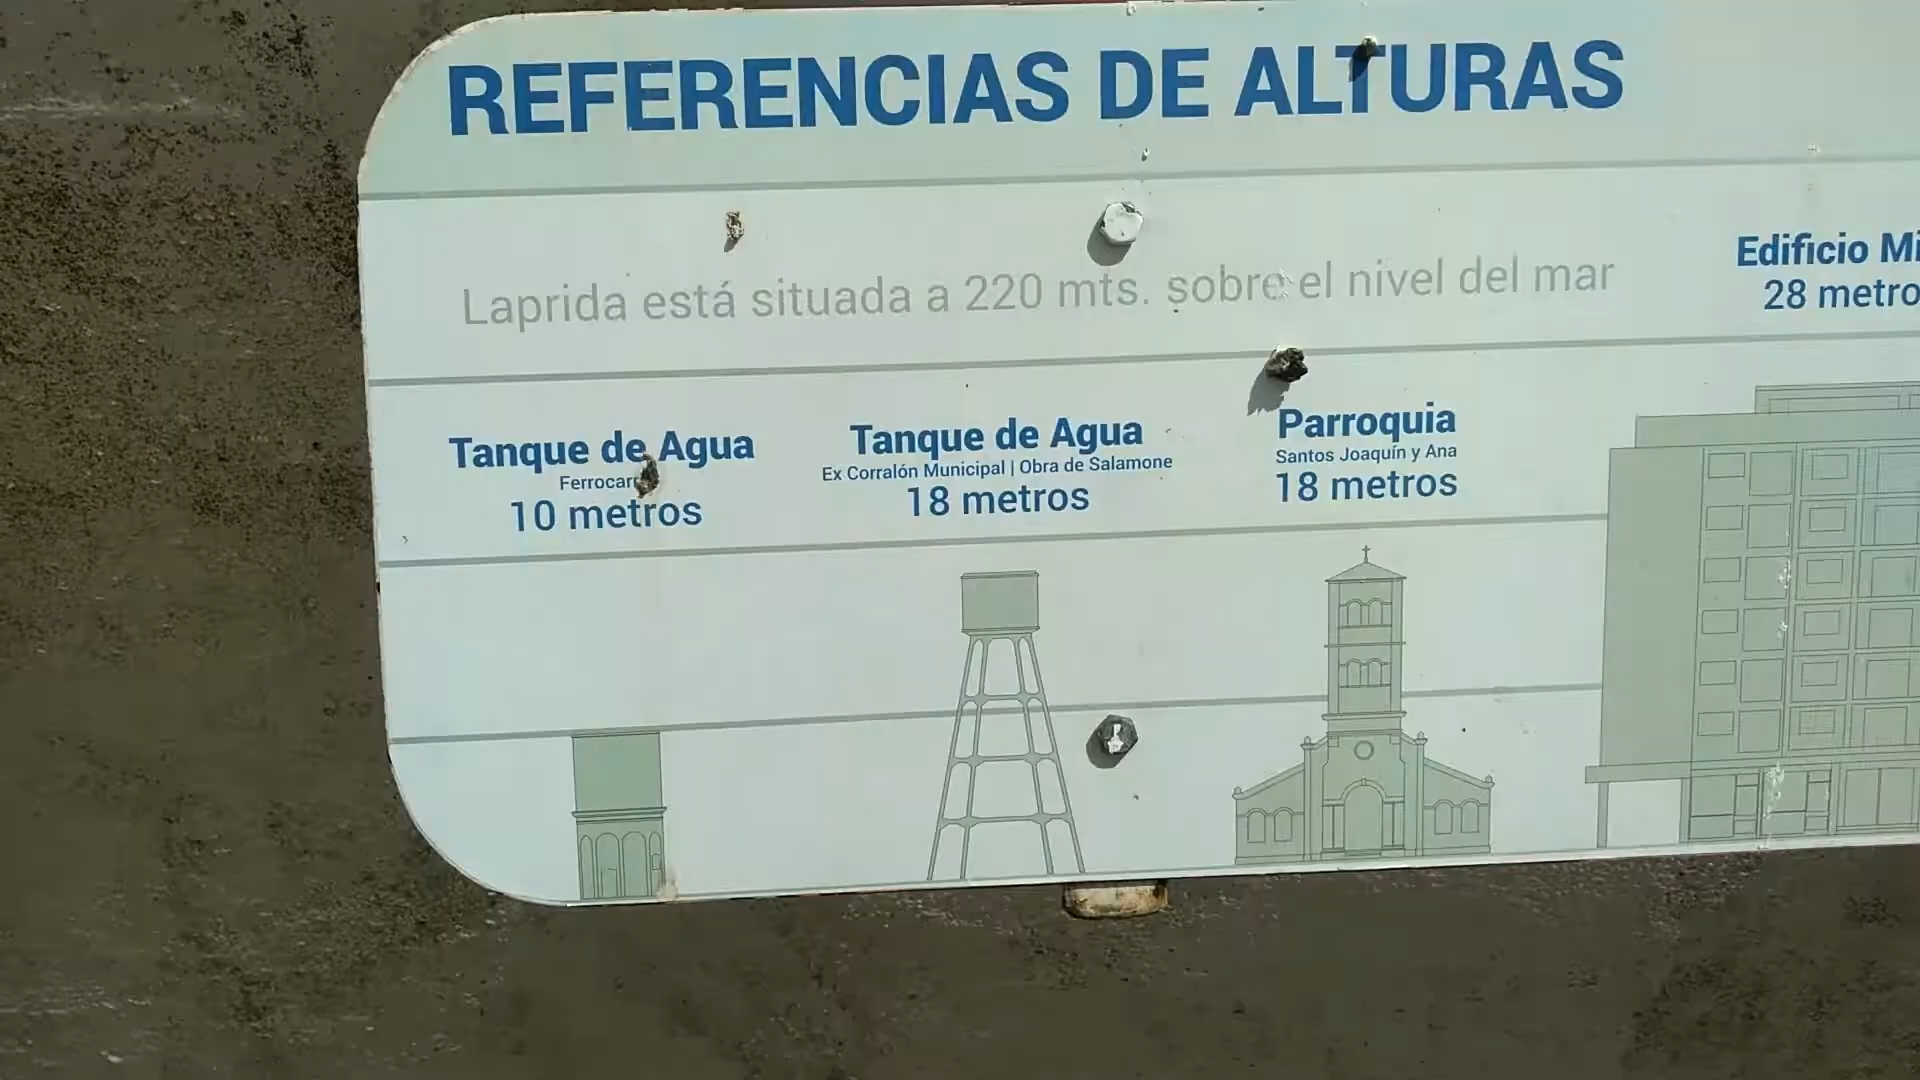 REFERENCIAS DE ALTURAS
Laprida está situada a 220 mts. sobre el nivel del mar
Tanque de Agua
10 metros
Tanque de Agua
Ex Corralón Municipal | Obra de Salamone
18 metros
Parroquia
Santos Joaquín y Ana
18 metros
Edificio
28